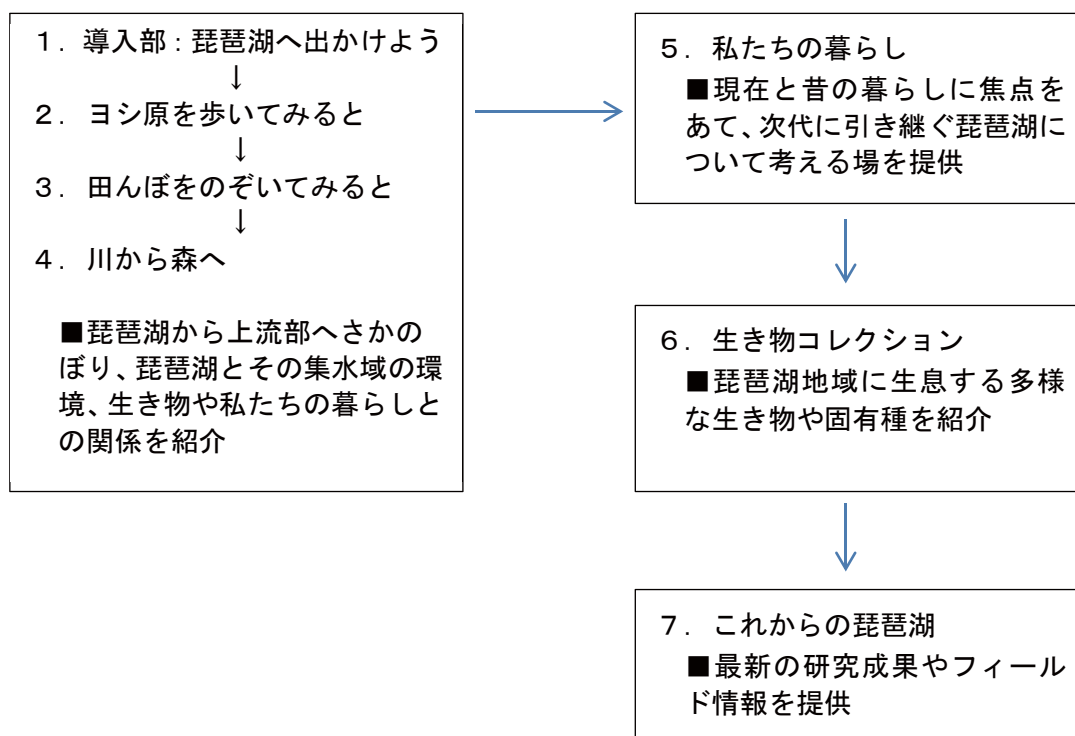 １．導入部：琵琶湖へ出かけよう
↓
２．ヨシ原を歩いてみると
↓
３．田んぼをのぞいてみると
↓
４．川から森へ
■琵琶湖から上流部へさかの
ぼり、琵琶湖とその集水域の環
境、生き物や私たちの暮らしと
の関係を紹介
５．私たちの暮らし
■現在と昔の暮らしに焦点を
あて、次代に引き継ぐ琵琶湖に
ついて考える場を提供
６．生き物コレクション
■琵琶湖地域に生息する多様
な生き物や固有種を紹介
７．これからの琵琶湖
■最新の研究成果やフィール
ド情報を提供